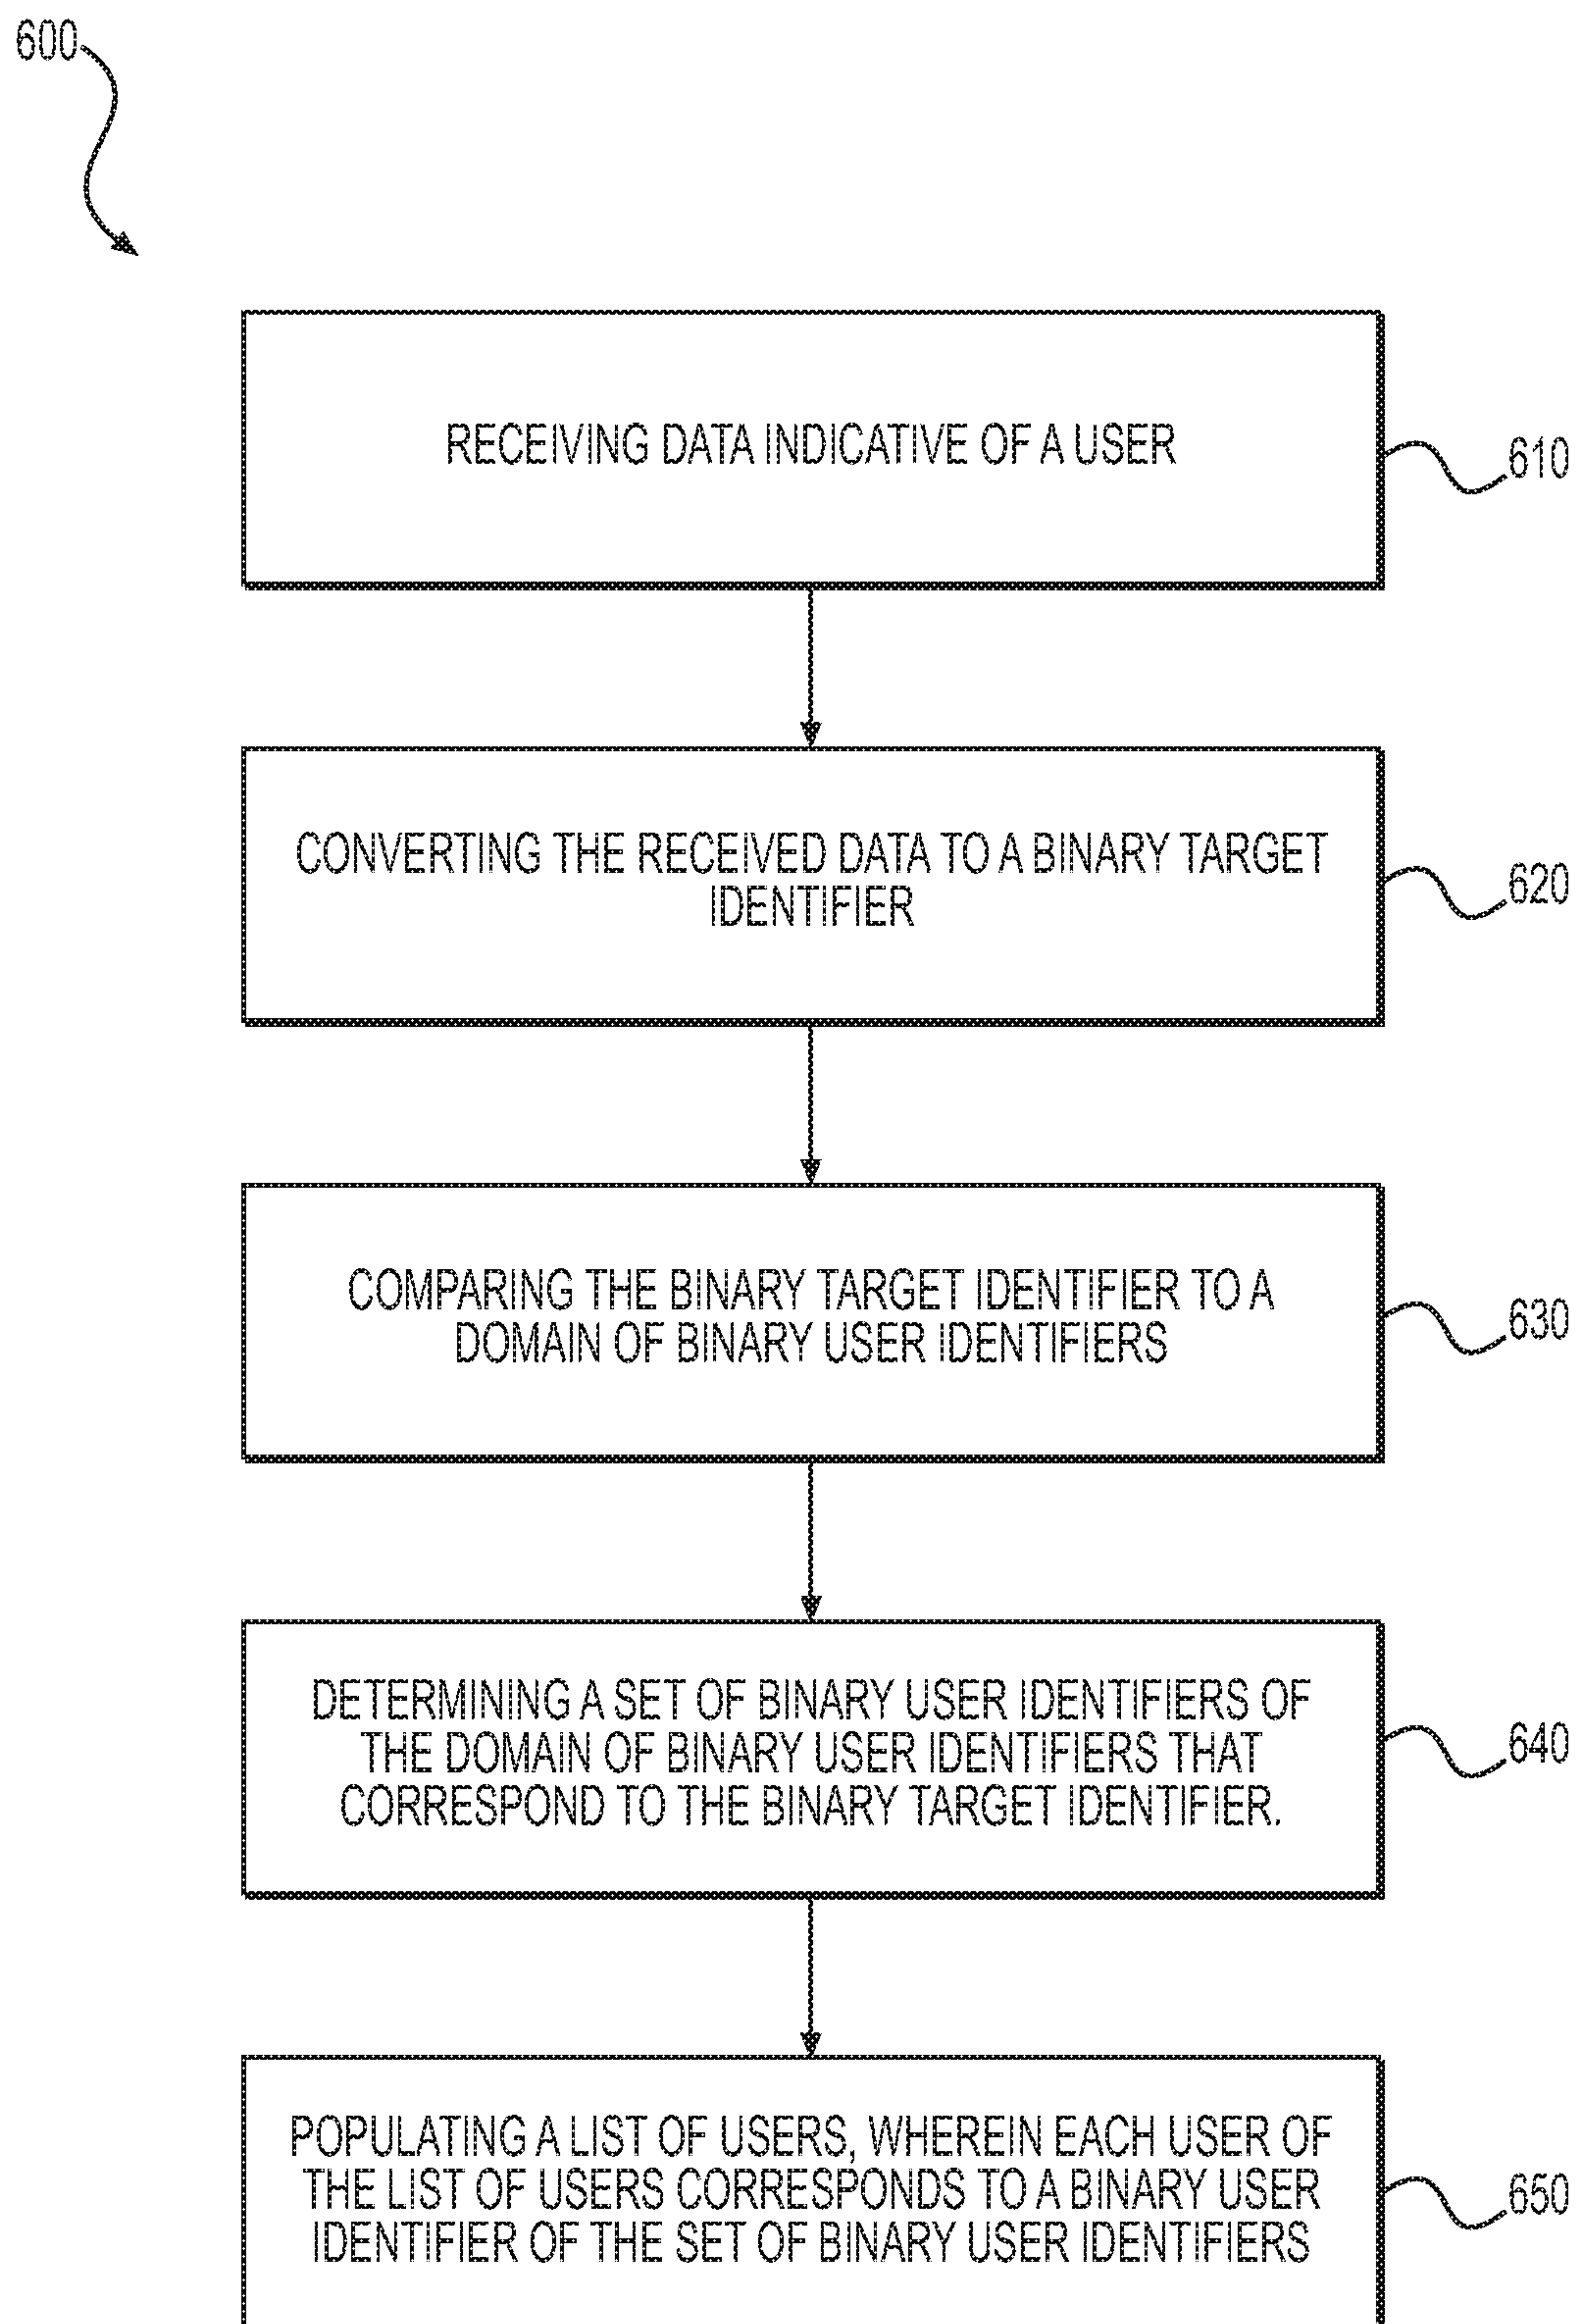 600
RECEIVING DATA INDICATIVE OF A USER
610
CONVERTING THE RECEIVED DATA TO A BINARY TARGET
IDENTIFIER
620
COMPARING THE BINARY TARGET IDENTIFIER TO A
DOMAIN OF BINARY USER IDENTIFIERS
630
DETERMINING A SET OF BINARY USER IDENTIFIERS OF
THE DOMAIN OF BINARY USER IDENTIFIERS THAT
CORRESPOND TO THE BINARY TARGET IDENTIFIER.
640
POPULATING A LIST OF USERS, WHEREIN EACH USER OF
THE LIST OF USERS CORRESPONDS TO A BINARY USER
IDENTIFIER OF THE SET OF BINARY USER IDENTIFIERS
650